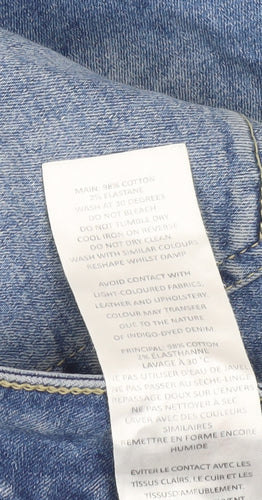 MAIN: 98% COTTON
2% ELASTANE
WASH AT 30 DEGREES
DO NOT BLEACH
DO NOT TUMBLE DRY
COOL IRON ON REVERSE
DO NOT DRY CLEAN
WASH WITH SIMILAR COLOURS
RESHAPE WHILST DAMP
AVOID CONTACT WITH
LIGHT-COLOURED FABRICS,
LEATHER AND UPHOLSTERY.
COLOUR MAY TRANSFER
DUE TO THE NATURE
OF INDIGO-DYED DENIM.
PRINCIPAL: 98% COTTON
2% ELASTHANNE
LAVAGE À 30°C
NE PAS UTILISER D'EAU DE JAVEL
NE PAS PASSER AU SÈCHE-LINGE
REPASSAGE DOUX SUR L'ENVERS
NE PAS NETTOYER À SEC
LAVER AVEC DES COULEURS
SIMILAIRES
REMETTRE EN FORME ENCORE
HUMIDE
ÉVITER LE CONTACT AVEC LES
TISSUS CLAIRS, LE CUIR ET LES
TISSUS D'AMEUBLEMENT.